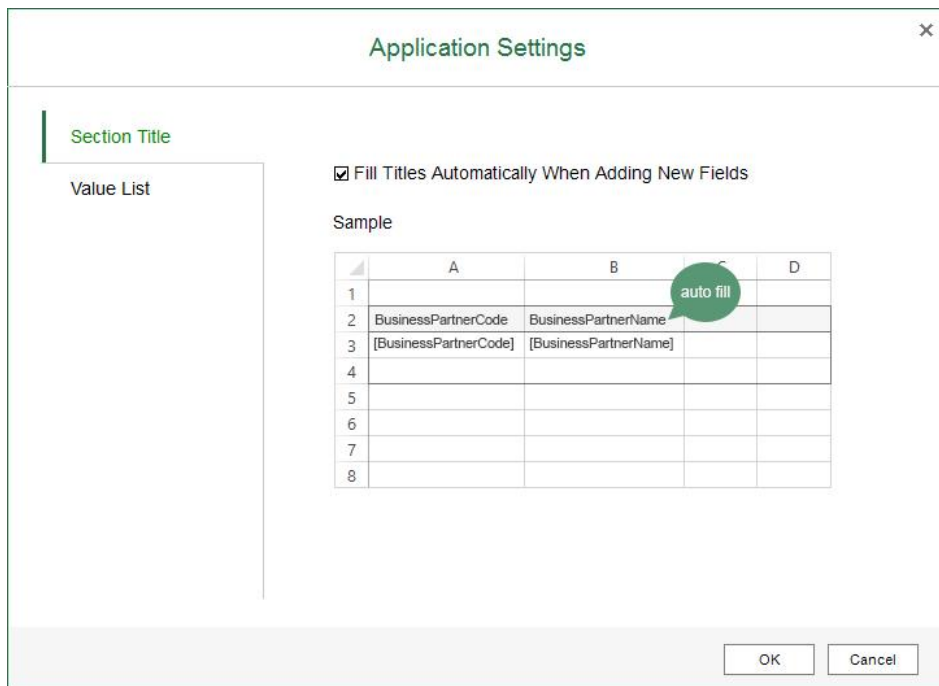 Application Settings
Section Title
Value List
Fill Titles Automatically When Adding New Fields
Sample
A B D
1
auto fill
2 BusinessPartnerCode BusinessPartnerName
3 [BusinessPartnerCode] [BusinessPartnerName]
4
5
6
7
8
OK Cancel